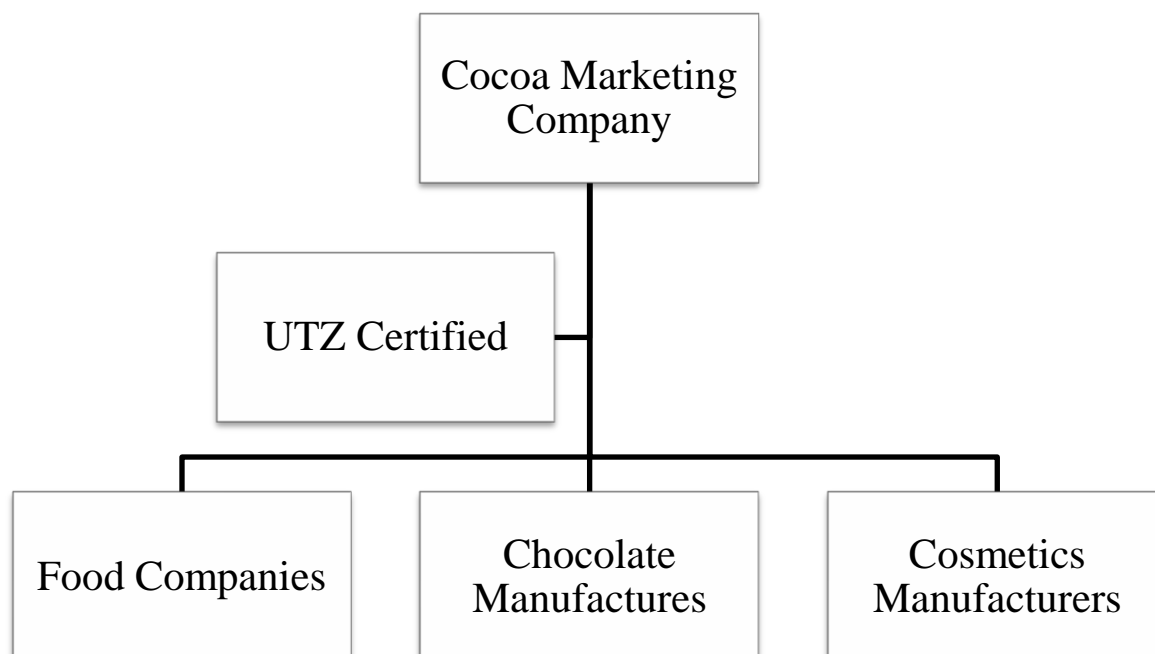 Cocoa Marketing
Company
UTZ Certified
Food Companies
Chocolate
Manufactures
Cosmetics
Manufacturers